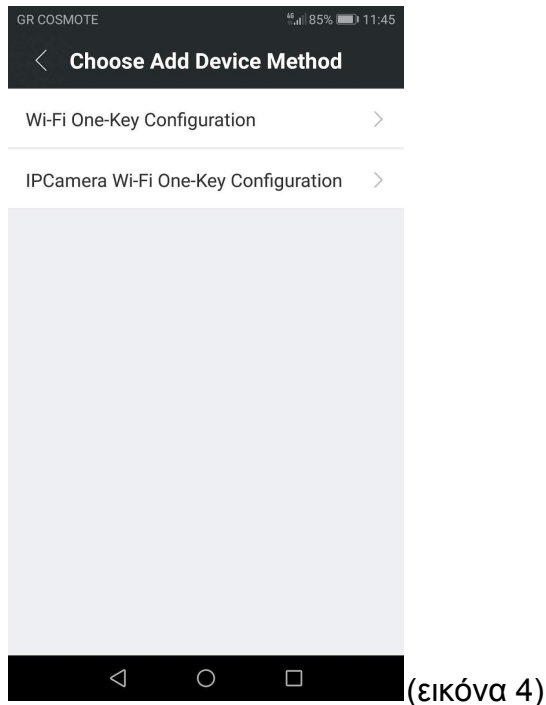 GR COSMOTE 4G 85% 11:45
Choose Add Device Method
Wi-Fi One-Key Configuration
IPCamera Wi-Fi One-Key Configuration
(εικόνα 4)